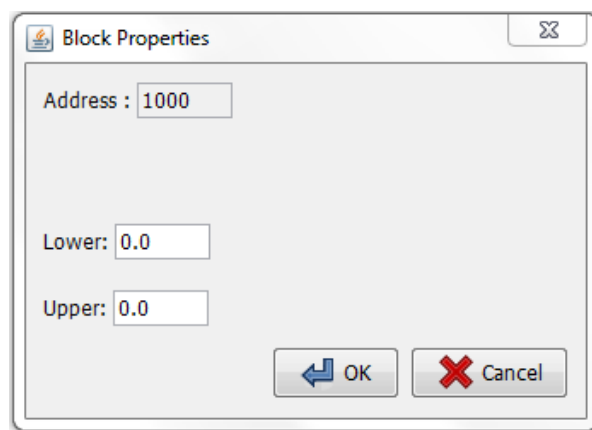 Block Properties
Address : 1000
Lower: 0.0
Upper: 0.0
OK Cancel